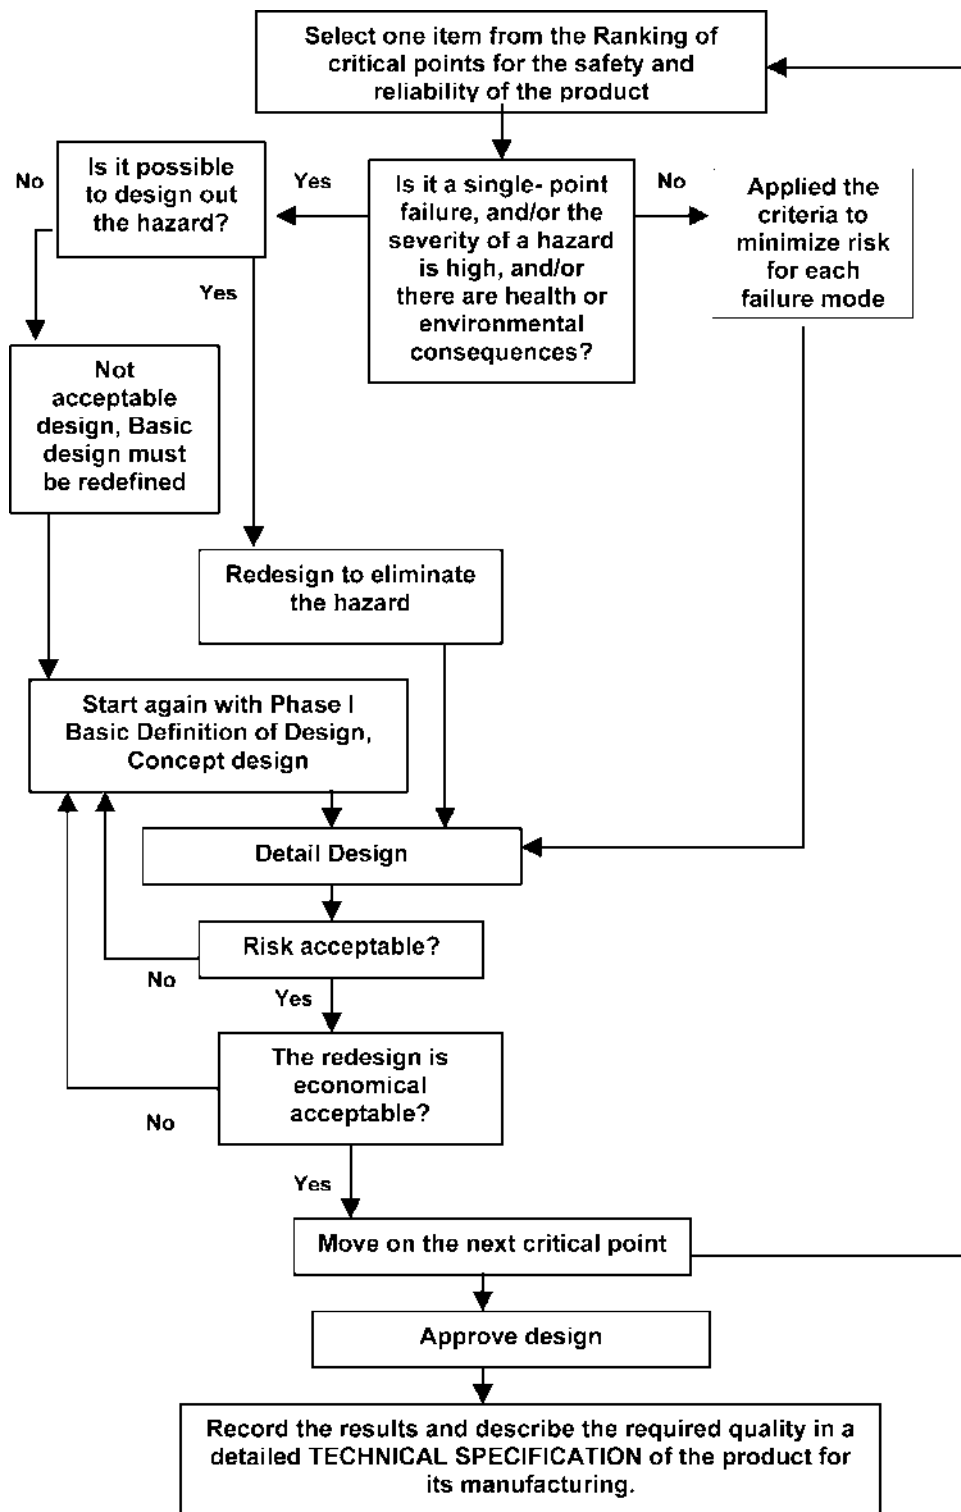 Select one item from the Ranking of
critical points for the safety and
reliability of the product
Is it possible
to design out
the hazard?
No
Yes
Is it a single- point
failure, and/or the
severity of a hazard
is high, and/or
there are health or
environmental
consequences?
No
Applied the
criteria to
minimize risk
for each
failure mode
Yes
Not
acceptable
design, Basic
design must
be redefined
Redesign to eliminate
the hazard
Start again with Phase I
Basic Definition of Design,
Concept design
Detail Design
Risk acceptable?
No
Yes
The redesign is
economical
acceptable?
No
Yes
Move on the next critical point
Approve design
Record the results and describe the required quality in a
detailed TECHNICAL SPECIFICATION of the product for
its manufacturing.